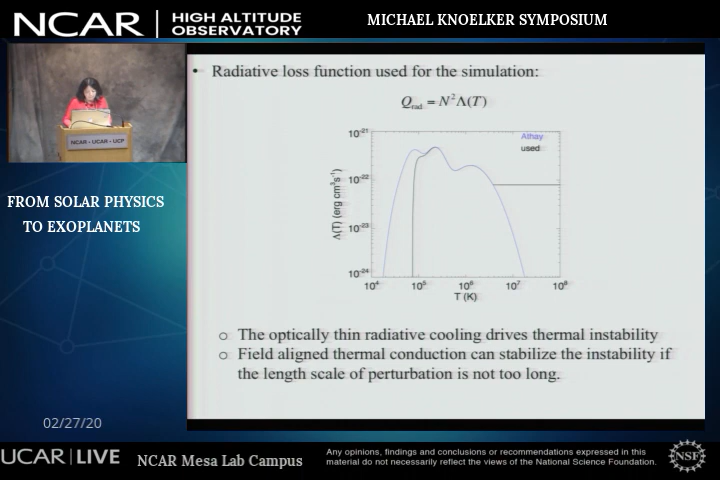 NCAR
HIGH ALTITUDE
OBSERVATORY
MICHAEL KNOELKER SYMPOSIUM
• Radiative loss function used for the simulation:
Q_rad = N²Λ(T)
Athay
used
10⁻²¹
10⁻²²
10⁻²³
10⁻²⁴
Λ(T) (erg cm³s⁻¹)
10⁴ 10⁵ 10⁶ 10⁷ 10⁸
T (K)
o The optically thin radiative cooling drives thermal instability
o Field aligned thermal conduction can stabilize the instability if
the length scale of perturbation is not too long.
NCAR • UCAR • UCP
FROM SOLAR PHYSICS
TO EXOPLANETS
02/27/20
UCAR | LIVE
NCAR Mesa Lab Campus
Any opinions, findings and conclusions or recommendations expressed in this
material do not necessarily reflect the views of the National Science Foundation.
NSF